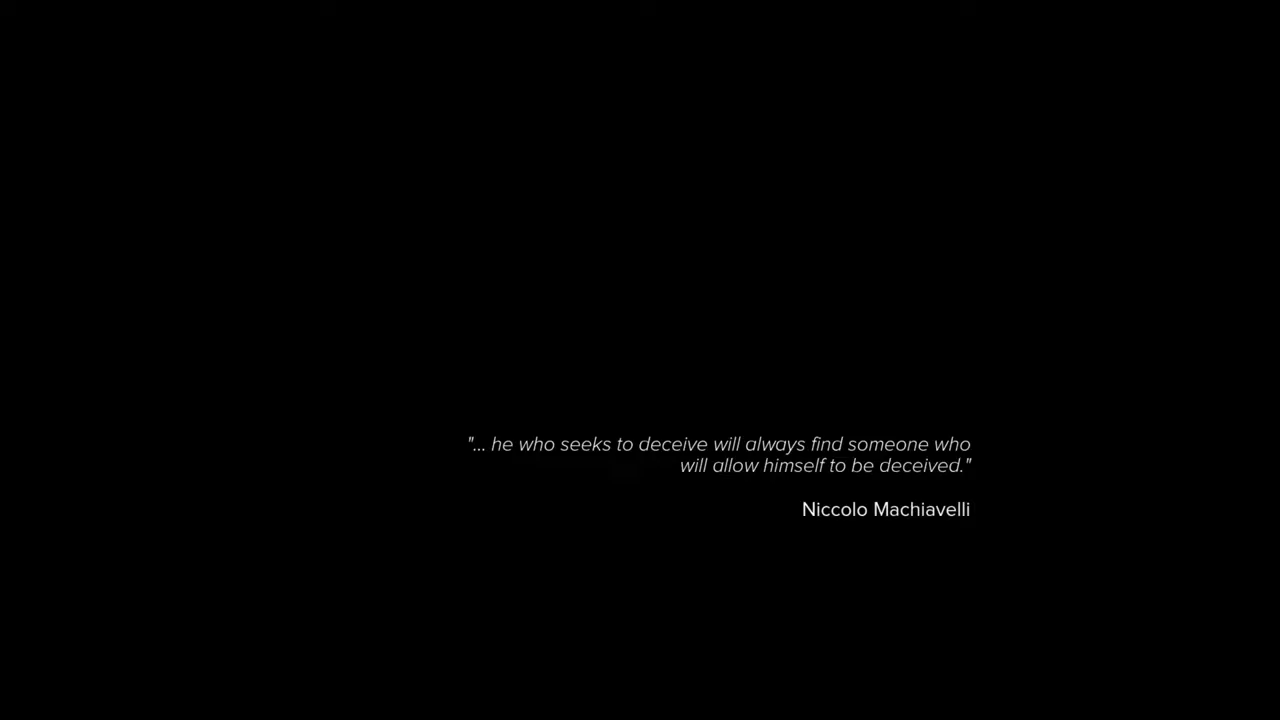 "... he who seeks to deceive will always find someone who
will allow himself to be deceived."
Niccolo Machiavelli